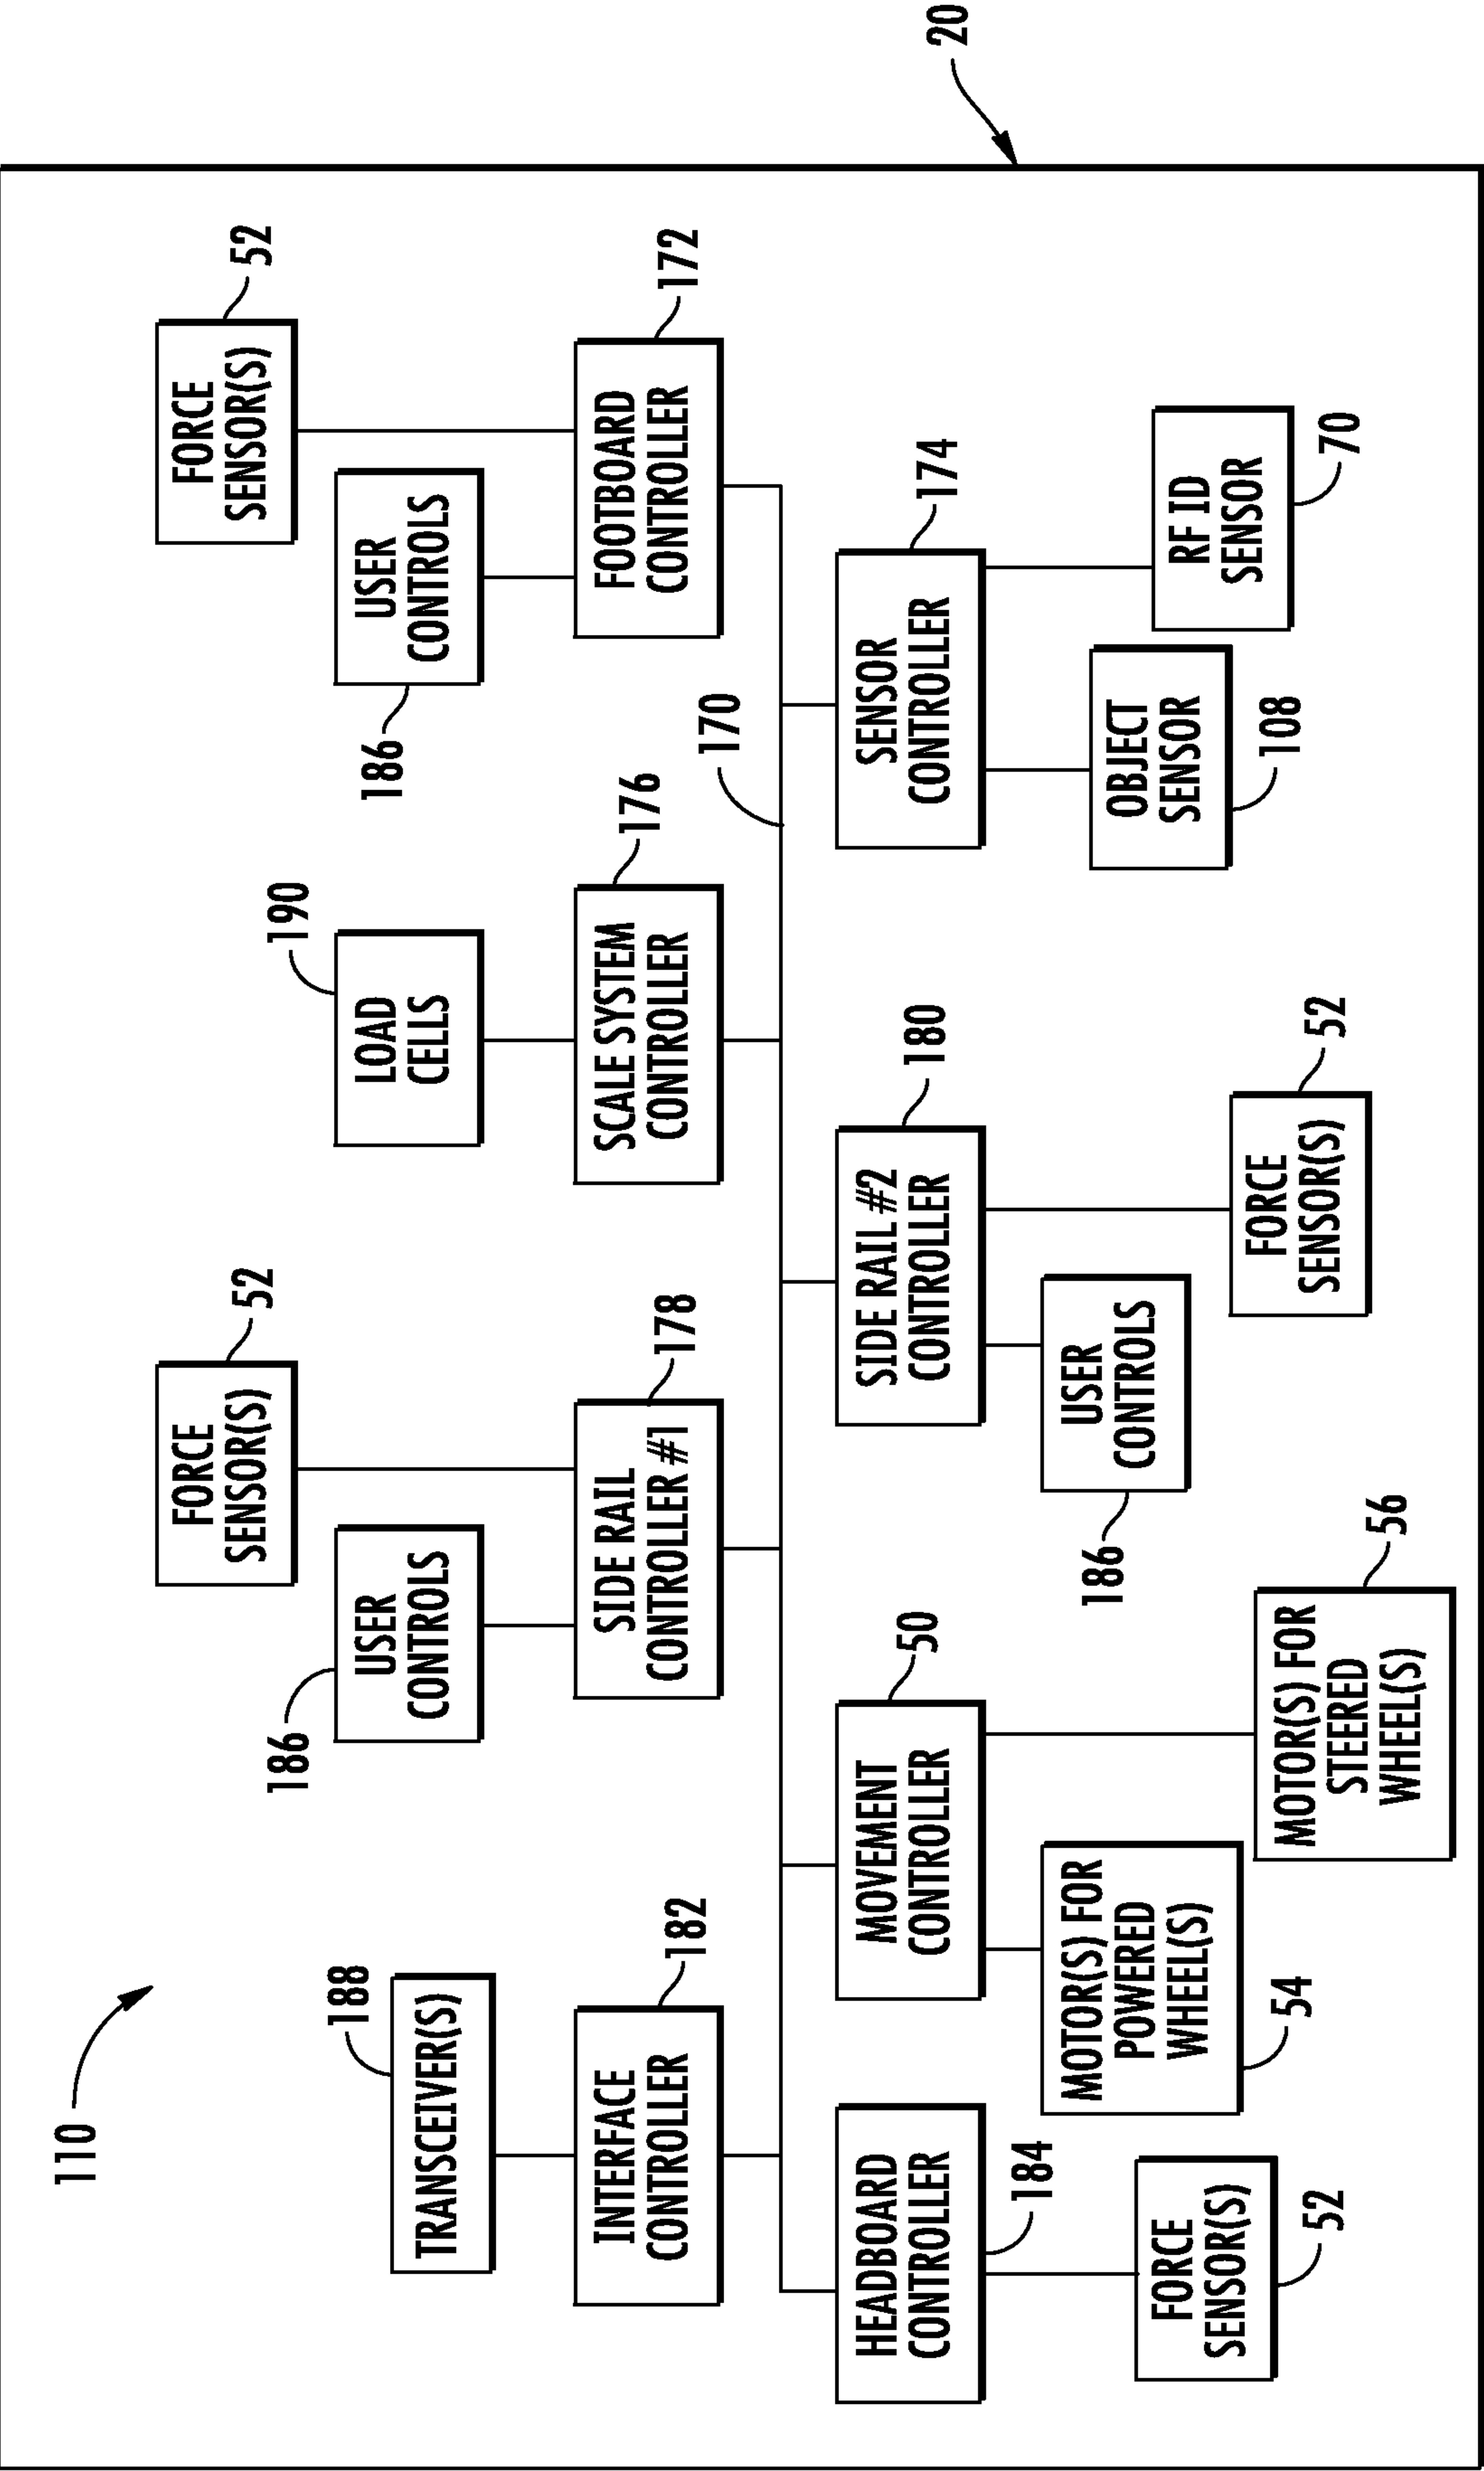 110
20
FORCE
SENSOR(S)
52
FORCE
SENSOR(S)
52
TRANSCEIVER(S)
188
USER
CONTROLS
186
LOAD
CELLS
190
USER
CONTROLS
186
INTERFACE
CONTROLLER
182
SIDE RAIL
CONTROLLER #1
178
SCALE SYSTEM
CONTROLLER
176
FOOTBOARD
CONTROLLER
172
170
HEADBOARD
CONTROLLER
184
MOVEMENT
CONTROLLER
50
SIDE RAIL #2
CONTROLLER
180
SENSOR
CONTROLLER
174
FORCE
SENSOR(S)
52
MOTOR(S) FOR
POWERED
WHEEL(S)
54
MOTOR(S) FOR
STEERED
WHEEL(S)
56
USER
CONTROLS
186
FORCE
SENSOR(S)
52
OBJECT
SENSOR
108
RF ID
SENSOR
70